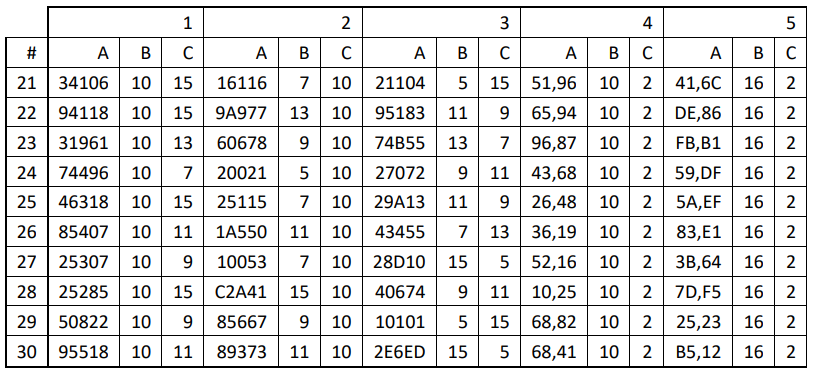 1 2 3 4 5
# A B C A B C A B C A B C A B C
21 34106 10 15 16116 7 10 21104 5 15 51,96 10 2 41,6C 16 2
22 94118 10 15 9A977 13 10 95183 11 9 65,94 10 2 DE,86 16 2
23 31961 10 13 60678 9 10 74B55 13 7 96,87 10 2 FB,B1 16 2
24 74496 10 7 20021 5 10 27072 9 11 43,68 10 2 59,DF 16 2
25 46318 10 15 25115 7 10 29A13 11 9 26,48 10 2 5A,EF 16 2
26 85407 10 11 1A550 11 10 43455 7 13 36,19 10 2 83,E1 16 2
27 25307 10 9 10053 7 10 28D10 15 5 52,16 10 2 3B,64 16 2
28 25285 10 15 C2A41 15 10 40674 9 11 10,25 10 2 7D,F5 16 2
29 50822 10 9 85667 9 10 10101 5 15 68,82 10 2 25,23 16 2
30 95518 10 11 89373 11 10 2E6ED 15 5 68,41 10 2 B5,12 16 2